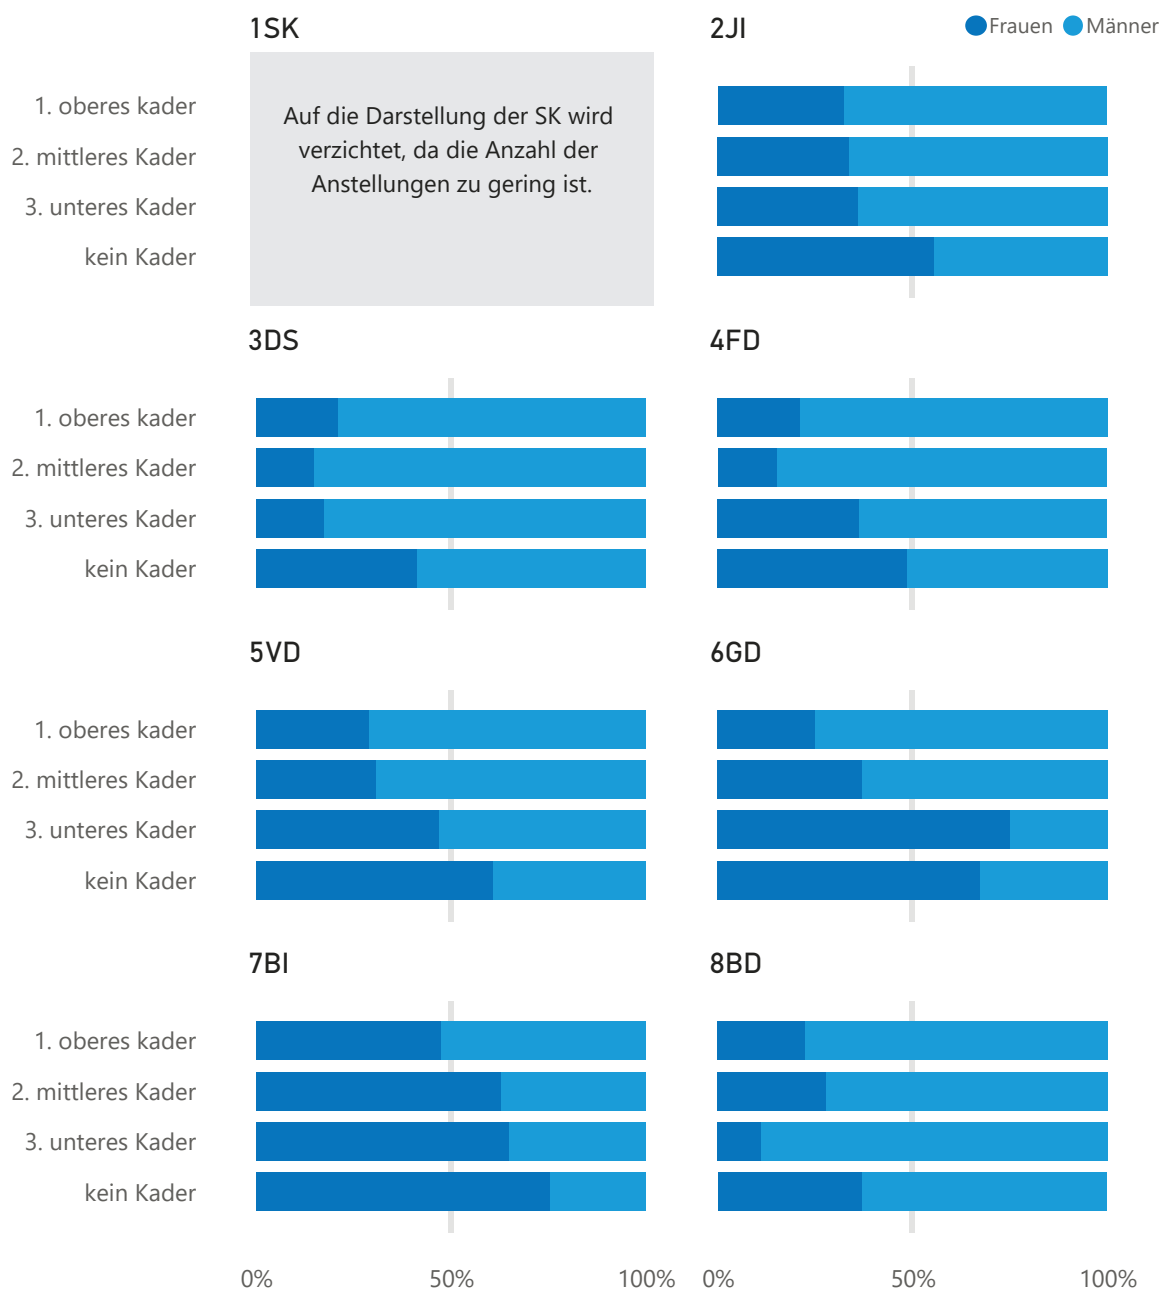 1SK
Auf die Darstellung der SK wird
verzichtet, da die Anzahl der
Anstellungen zu gering ist.
2JI
Frauen Männer
1. oberes kader
2. mittleres Kader
3. unteres Kader
kein Kader
3DS
4FD
1. oberes kader
2. mittleres Kader
3. unteres Kader
kein Kader
5VD
6GD
1. oberes kader
2. mittleres Kader
3. unteres Kader
kein Kader
7BI
8BD
1. oberes kader
2. mittleres Kader
3. unteres Kader
kein Kader
0% 50% 100% 0% 50% 100%